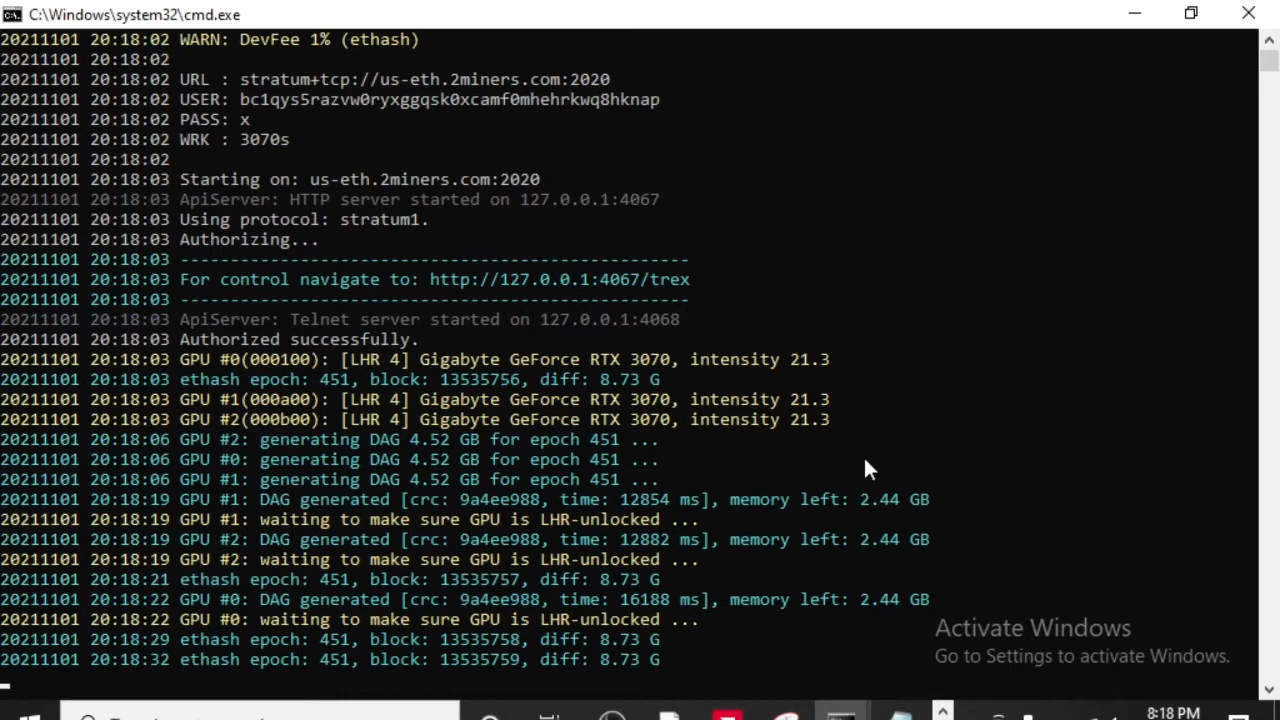 C:\Windows\system32\cmd.exe
20211101 20:18:02 WARN: DevFee 1% (ethash)
20211101 20:18:02
20211101 20:18:02 URL : stratum+tcp://us-eth.2miners.com:2020
20211101 20:18:02 USER: bc1qys5razvw0ryxggqsk0xcamf0mhehrkwq8hknap
20211101 20:18:02 PASS: x
20211101 20:18:02 WRK : 3070s
20211101 20:18:02
20211101 20:18:03 Starting on: us-eth.2miners.com:2020
20211101 20:18:03 ApiServer: HTTP server started on 127.0.0.1:4067
20211101 20:18:03 Using protocol: stratum1.
20211101 20:18:03 Authorizing...
20211101 20:18:03 ---------------------------------------------------
20211101 20:18:03 For control navigate to: http://127.0.0.1:4067/trex
20211101 20:18:03 ---------------------------------------------------
20211101 20:18:03 ApiServer: Telnet server started on 127.0.0.1:4068
20211101 20:18:03 Authorized successfully.
20211101 20:18:03 GPU #0(000100): [LHR 4] Gigabyte GeForce RTX 3070, intensity 21.3
20211101 20:18:03 ethash epoch: 451, block: 13535756, diff: 8.73 G
20211101 20:18:03 GPU #1(000a00): [LHR 4] Gigabyte GeForce RTX 3070, intensity 21.3
20211101 20:18:03 GPU #2(000b00): [LHR 4] Gigabyte GeForce RTX 3070, intensity 21.3
20211101 20:18:06 GPU #2: generating DAG 4.52 GB for epoch 451 ...
20211101 20:18:06 GPU #0: generating DAG 4.52 GB for epoch 451 ...
20211101 20:18:06 GPU #1: generating DAG 4.52 GB for epoch 451 ...
20211101 20:18:19 GPU #1: DAG generated [crc: 9a4ee988, time: 12854 ms], memory left: 2.44 GB
20211101 20:18:19 GPU #1: waiting to make sure GPU is LHR-unlocked ...
20211101 20:18:19 GPU #2: DAG generated [crc: 9a4ee988, time: 12882 ms], memory left: 2.44 GB
20211101 20:18:19 GPU #2: waiting to make sure GPU is LHR-unlocked ...
20211101 20:18:21 ethash epoch: 451, block: 13535757, diff: 8.73 G
20211101 20:18:22 GPU #0: DAG generated [crc: 9a4ee988, time: 16188 ms], memory left: 2.44 GB
20211101 20:18:22 GPU #0: waiting to make sure GPU is LHR-unlocked ...
20211101 20:18:29 ethash epoch: 451, block: 13535758, diff: 8.73 G
20211101 20:18:32 ethash epoch: 451, block: 13535759, diff: 8.73 G
Activate Windows
Go to Settings to activate Windows.
8:18 PM